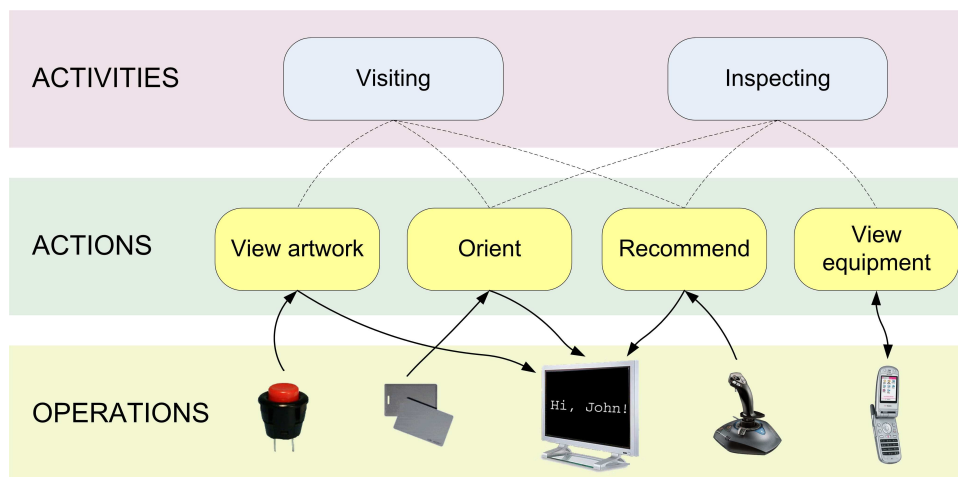 ACTIVITIES
Visiting
Inspecting
ACTIONS
View artwork
Orient
Recommend
View
equipment
OPERATIONS
Hi, John!